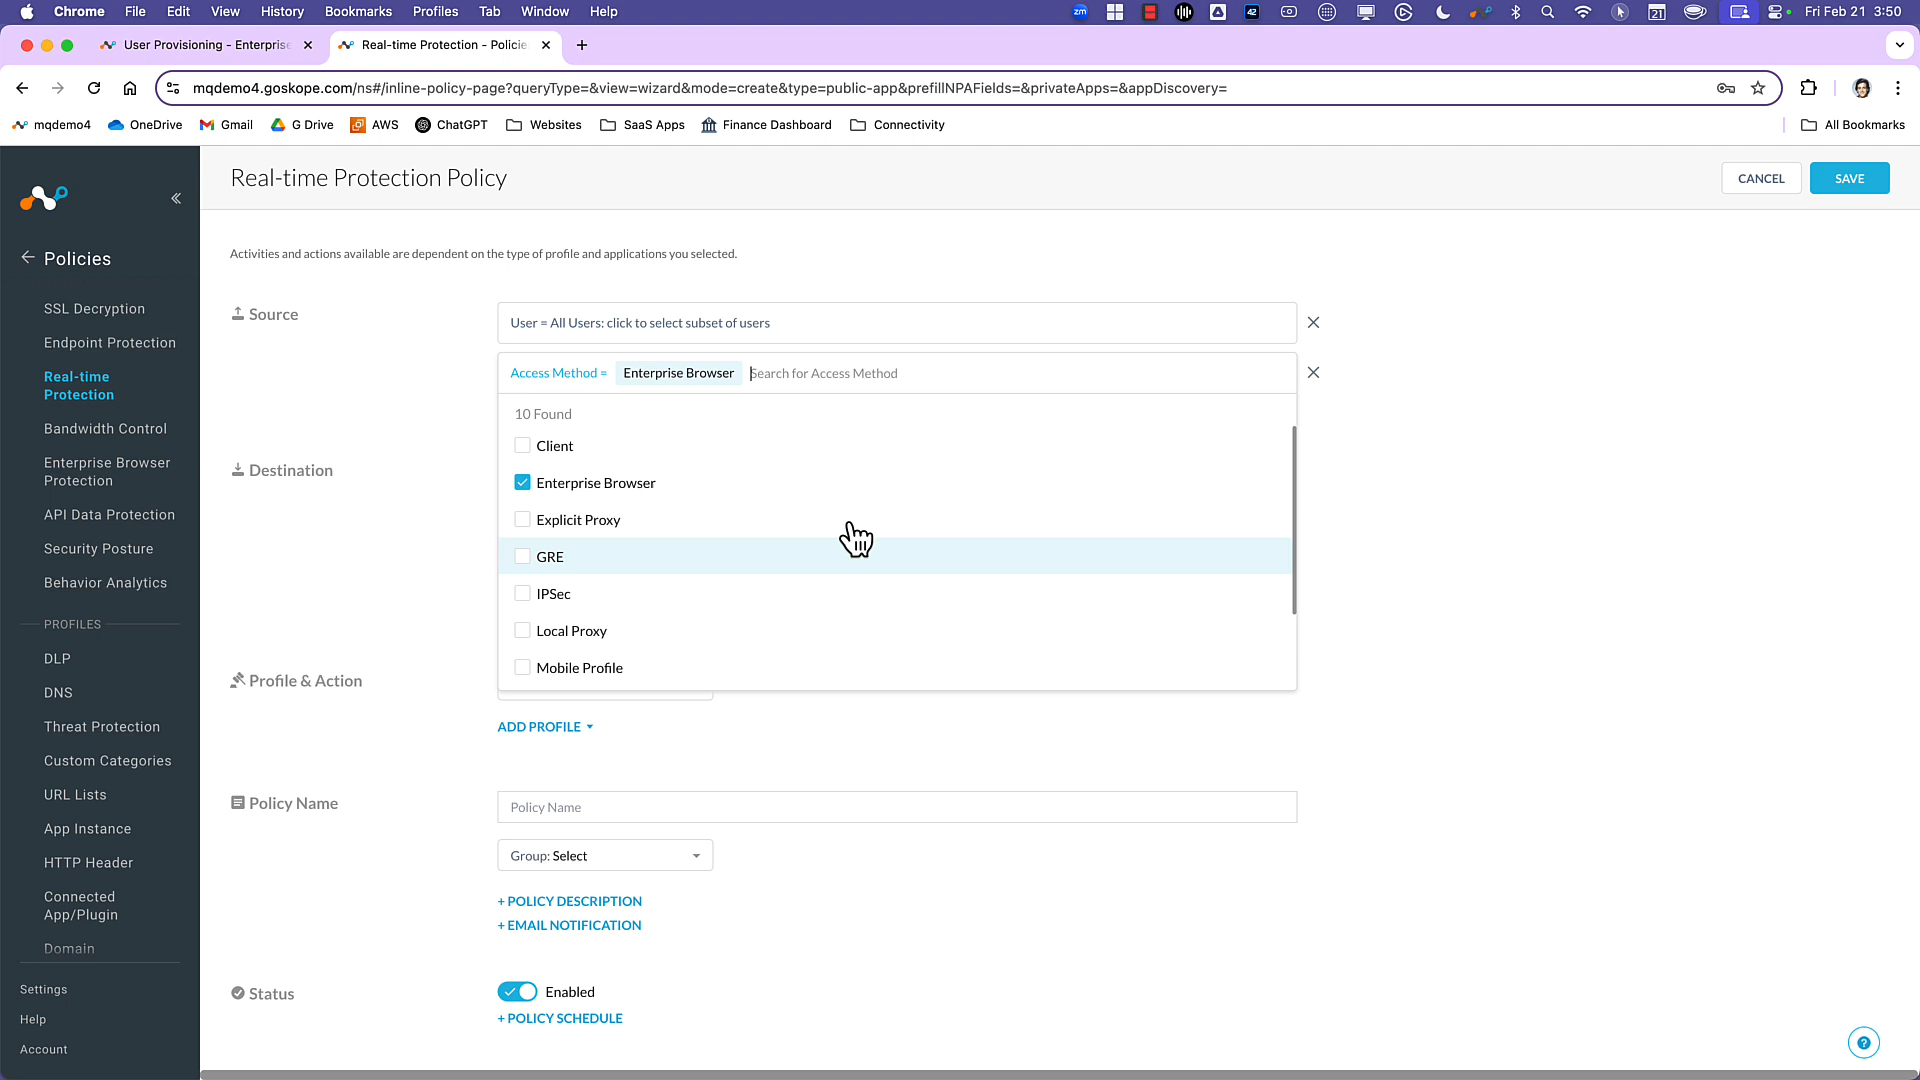 Chrome File Edit View History Bookmarks Profiles Tab Window Help
zm 42 21 Fri Feb 21 3:50
User Provisioning - Enterprise
Real-time Protection - Policie
mqdemo4.goskope.com/ns#/inline-policy-page?queryType=&view=wizard&mode=create&type=public-app&prefillNPAFields=&privateApps=&appDiscovery=
mqdemo4 OneDrive Gmail G Drive AWS ChatGPT Websites SaaS Apps Finance Dashboard Connectivity All Bookmarks
Real-time Protection Policy
CANCEL SAVE
Policies
SSL Decryption
Endpoint Protection
Real-time
Protection
Bandwidth Control
Enterprise Browser
Protection
API Data Protection
Security Posture
Behavior Analytics
PROFILES
DLP
DNS
Threat Protection
Custom Categories
URL Lists
App Instance
HTTP Header
Connected
App/Plugin
Domain
Settings
Help
Account
Activities and actions available are dependent on the type of profile and applications you selected.
Source
User = All Users: click to select subset of users
Access Method = Enterprise Browser Search for Access Method
10 Found
Client
Enterprise Browser
Explicit Proxy
GRE
IPSec
Local Proxy
Mobile Profile
Destination
Profile & Action
ADD PROFILE
Policy Name
Policy Name
Group: Select
+ POLICY DESCRIPTION
+ EMAIL NOTIFICATION
Status
Enabled
+ POLICY SCHEDULE
?